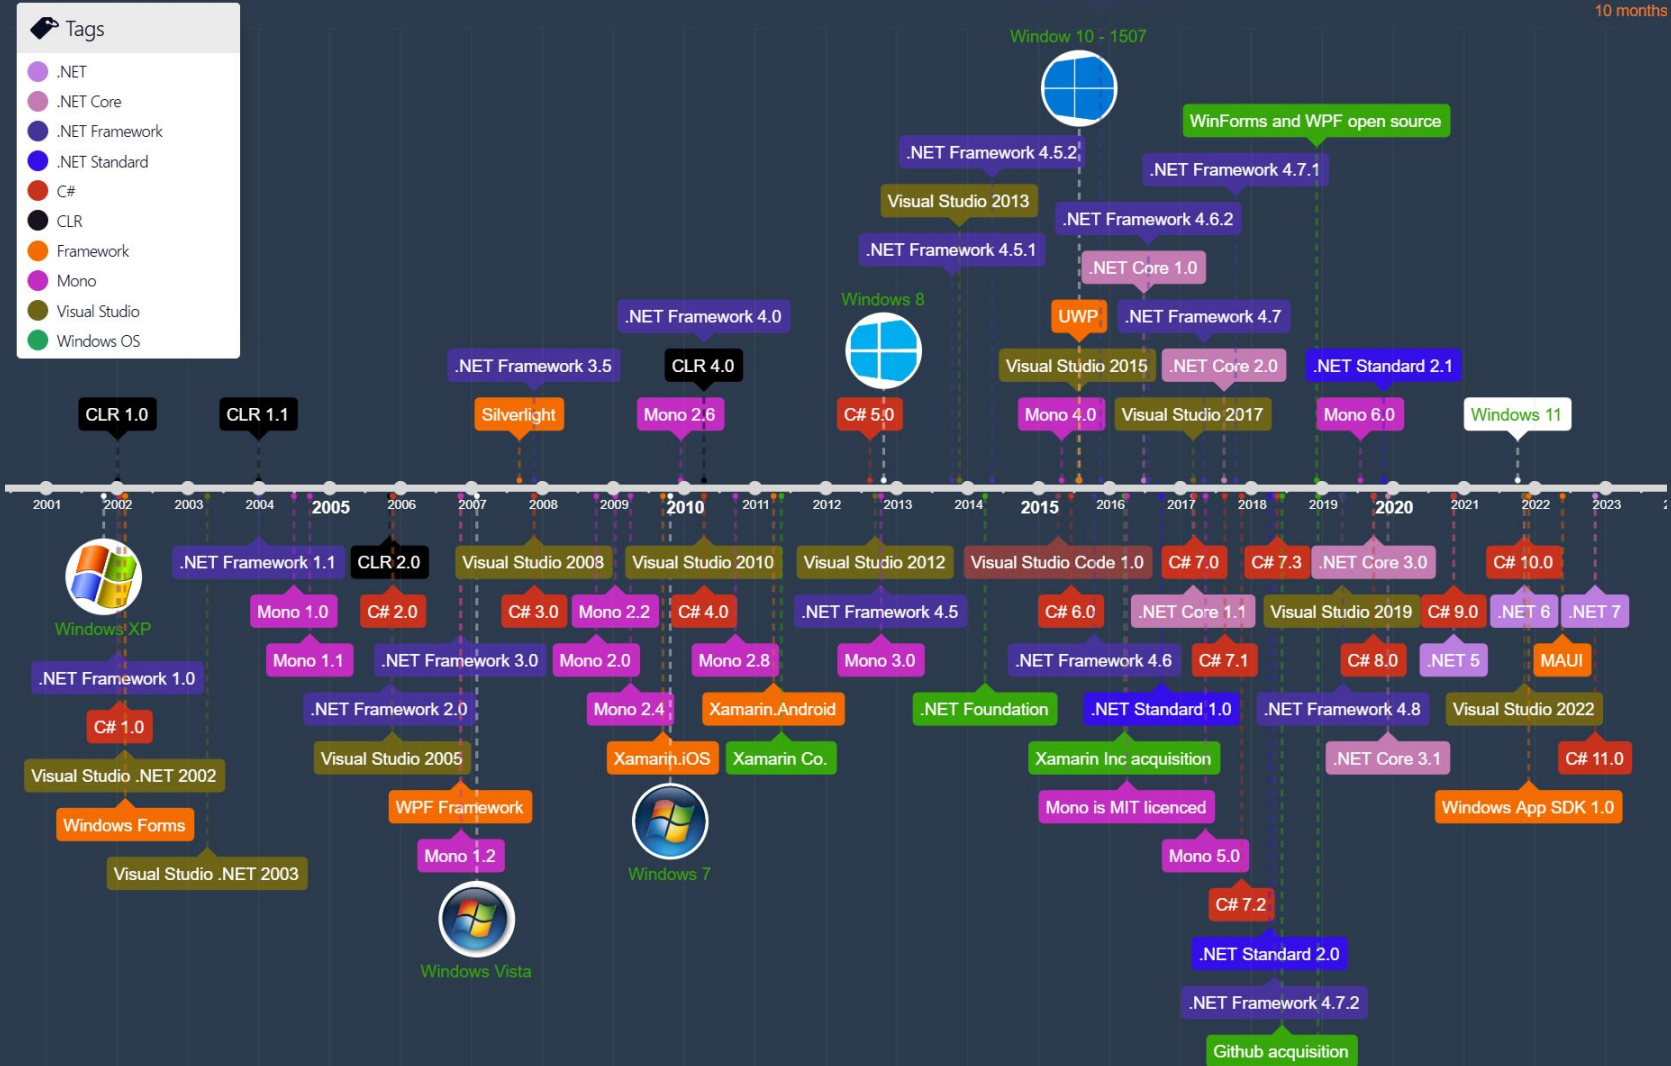 10 months
Tags
.NET
.NET Core
.NET Framework
.NET Standard
C#
CLR
Framework
Mono
Visual Studio
Windows OS
Window 10 - 1507
WinForms and WPF open source
.NET Framework 4.5.2
.NET Framework 4.7.1
Visual Studio 2013
.NET Framework 4.6.2
.NET Framework 4.5.1
.NET Core 1.0
Windows 8
.NET Framework 4.0
UWP
.NET Framework 4.7
.NET Framework 3.5
CLR 4.0
Visual Studio 2015
.NET Core 2.0
.NET Standard 2.1
CLR 1.0
CLR 1.1
Silverlight
Mono 2.6
C# 5.0
Mono 4.0
Visual Studio 2017
Mono 6.0
Windows 11
2001
2002
2003
2004
2005
2006
2007
2008
2009
2010
2011
2012
2013
2014
2015
2016
2017
2018
2019
2020
2021
2022
2023
.NET Framework 1.1
CLR 2.0
Visual Studio 2008
Visual Studio 2010
Visual Studio 2012
Visual Studio Code 1.0
C# 7.0
C# 7.3
.NET Core 3.0
C# 10.0
Mono 1.0
C# 2.0
C# 3.0
Mono 2.2
C# 4.0
.NET Framework 4.5
C# 6.0
.NET Core 1.1
Visual Studio 2019
C# 9.0
.NET 6
.NET 7
Windows XP
Mono 1.1
.NET Framework 3.0
Mono 2.0
Mono 2.8
Mono 3.0
.NET Framework 4.6
C# 7.1
C# 8.0
.NET 5
MAUI
.NET Framework 1.0
.NET Framework 2.0
Mono 2.4
Xamarin.Android
.NET Foundation
.NET Standard 1.0
.NET Framework 4.8
Visual Studio 2022
C# 1.0
Visual Studio 2005
Xamarin.iOS
Xamarin Co.
Xamarin Inc acquisition
.NET Core 3.1
C# 11.0
Visual Studio .NET 2002
WPF Framework
Mono is MIT licenced
Windows App SDK 1.0
Windows Forms
Mono 1.2
Mono 5.0
Visual Studio .NET 2003
Windows 7
C# 7.2
.NET Standard 2.0
Windows Vista
.NET Framework 4.7.2
Github acquisition